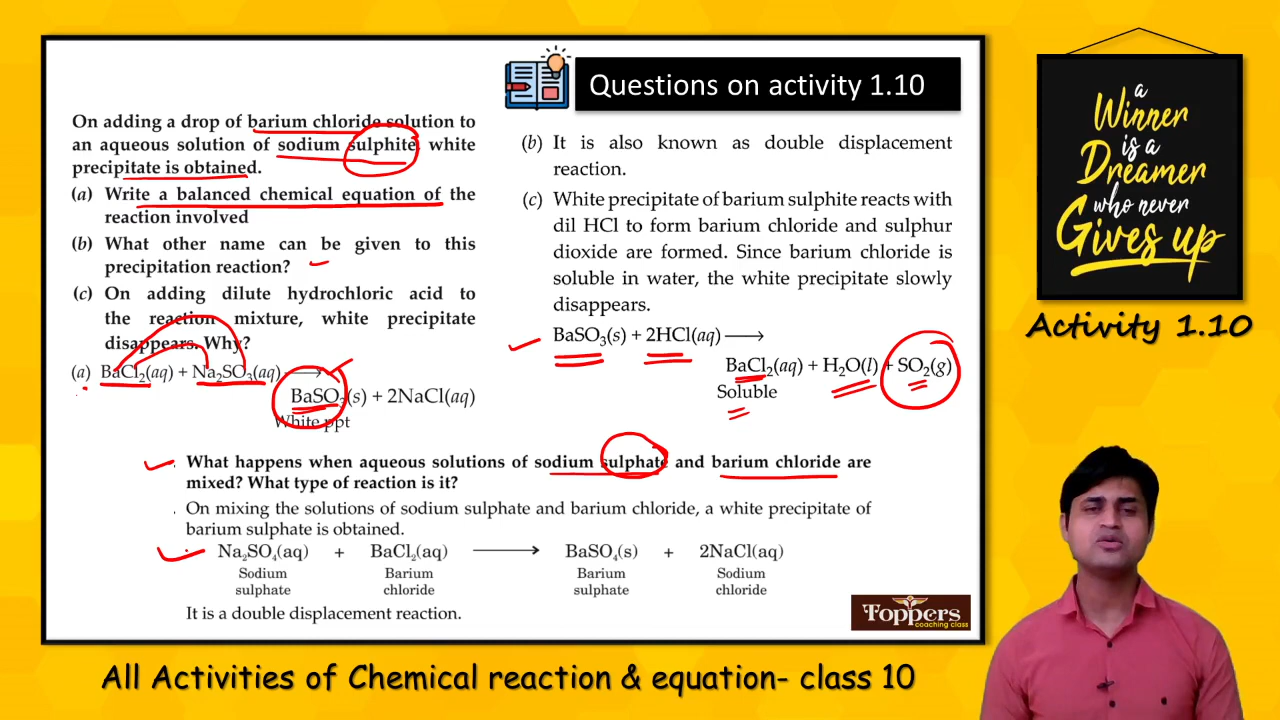 Questions on activity 1.10
On adding a drop of barium chloride solution to
an aqueous solution of sodium sulphite, white
precipitate is obtained.
(a) Write a balanced chemical equation of the
reaction involved
(b) What other name can be given to this
precipitation reaction?
(c) On adding dilute hydrochloric acid to
the reaction mixture, white precipitate
disappears. Why?
(a) BaCl₂(aq) + Na₂SO₃(aq) ⟶
BaSO₃(s) + 2NaCl(aq)
White ppt
(b) It is also known as double displacement
reaction.
(c) White precipitate of barium sulphite reacts with
dil HCl to form barium chloride and sulphur
dioxide are formed. Since barium chloride is
soluble in water, the white precipitate slowly
disappears.
BaSO₃(s) + 2HCl(aq) ⟶
BaCl₂(aq) + H₂O(l) + SO₂(g)
Soluble
What happens when aqueous solutions of sodium sulphate and barium chloride are
mixed? What type of reaction is it?
On mixing the solutions of sodium sulphate and barium chloride, a white precipitate of
barium sulphate is obtained.
Na₂SO₄(aq) + BaCl₂(aq) ⟶ BaSO₄(s) + 2NaCl(aq)
Sodium Barium Barium Sodium
sulphate chloride sulphate chloride
It is a double displacement reaction.
Toppers
coaching class
a
Winner
is a
Dreamer
who never
Gives up
Activity 1.10
All Activities of Chemical reaction & equation- class 10